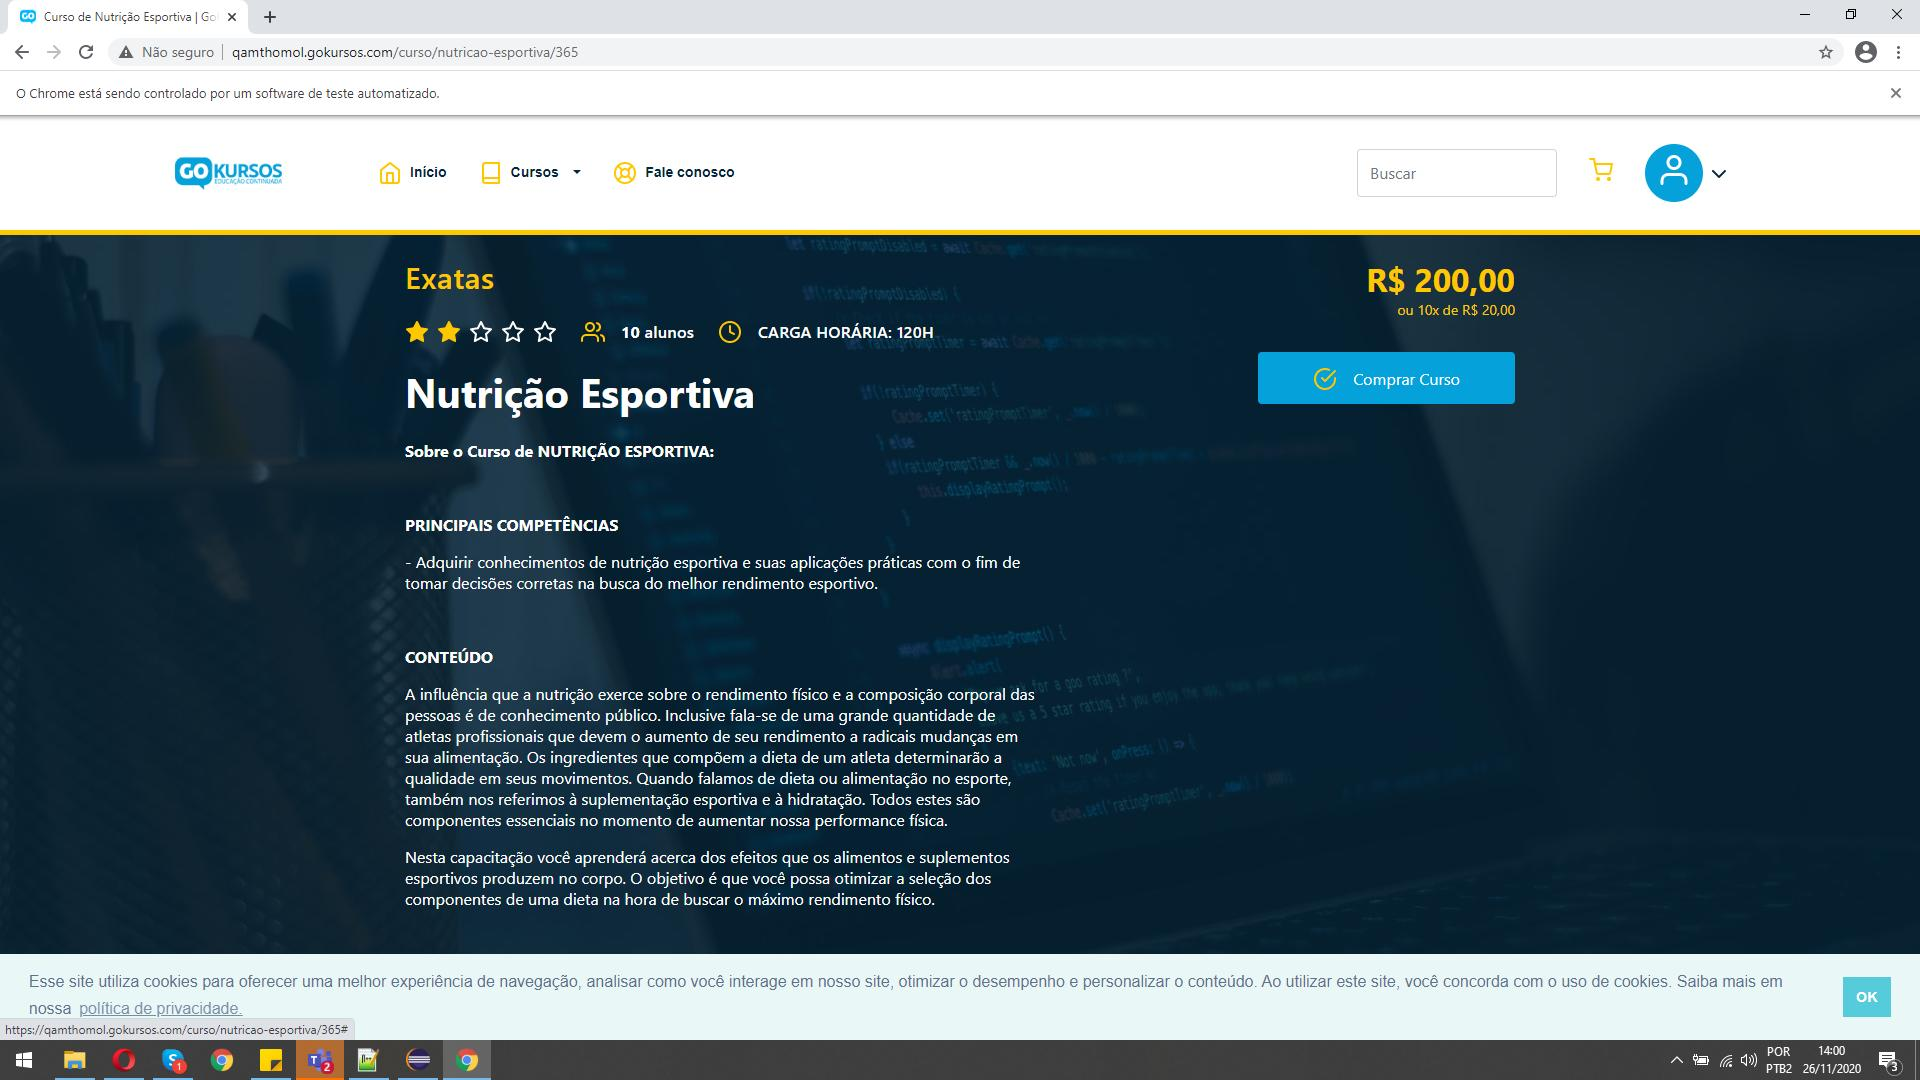 Curso de Nutrição Esportiva | Go
Não seguro
qamthomol.gokursos.com/curso/nutricao-esportiva/365
O Chrome está sendo controlado por um software de teste automatizado.
GO KURSOS
EDUCAÇÃO CONTINUADA
Início
Cursos
Fale conosco
Buscar
Exatas
R$ 200,00
ou 10x de R$ 20,00
10 alunos
CARGA HORÁRIA: 120H
Comprar Curso
Nutrição Esportiva
Sobre o Curso de NUTRIÇÃO ESPORTIVA:
PRINCIPAIS COMPETÊNCIAS
- Adquirir conhecimentos de nutrição esportiva e suas aplicações práticas com o fim de
tomar decisões corretas na busca do melhor rendimento esportivo.
CONTEÚDO
A influência que a nutrição exerce sobre o rendimento físico e a composição corporal das
pessoas é de conhecimento público. Inclusive fala-se de uma grande quantidade de
atletas profissionais que devem o aumento de seu rendimento a radicais mudanças em
sua alimentação. Os ingredientes que compõem a dieta de um atleta determinarão a
qualidade em seus movimentos. Quando falamos de dieta ou alimentação no esporte,
também nos referimos à suplementação esportiva e à hidratação. Todos estes são
componentes essenciais no momento de aumentar nossa performance física.
Nesta capacitação você aprenderá acerca dos efeitos que os alimentos e suplementos
esportivos produzem no corpo. O objetivo é que você possa otimizar a seleção dos
componentes de uma dieta na hora de buscar o máximo rendimento físico.
Esse site utiliza cookies para oferecer uma melhor experiência de navegação, analisar como você interage em nosso site, otimizar o desempenho e personalizar o conteúdo. Ao utilizar este site, você concorda com o uso de cookies. Saiba mais em
nossa política de privacidade.
OK
https://qamthomol.gokursos.com/curso/nutricao-esportiva/365#
POR
PTB2
14:00
26/11/2020
3